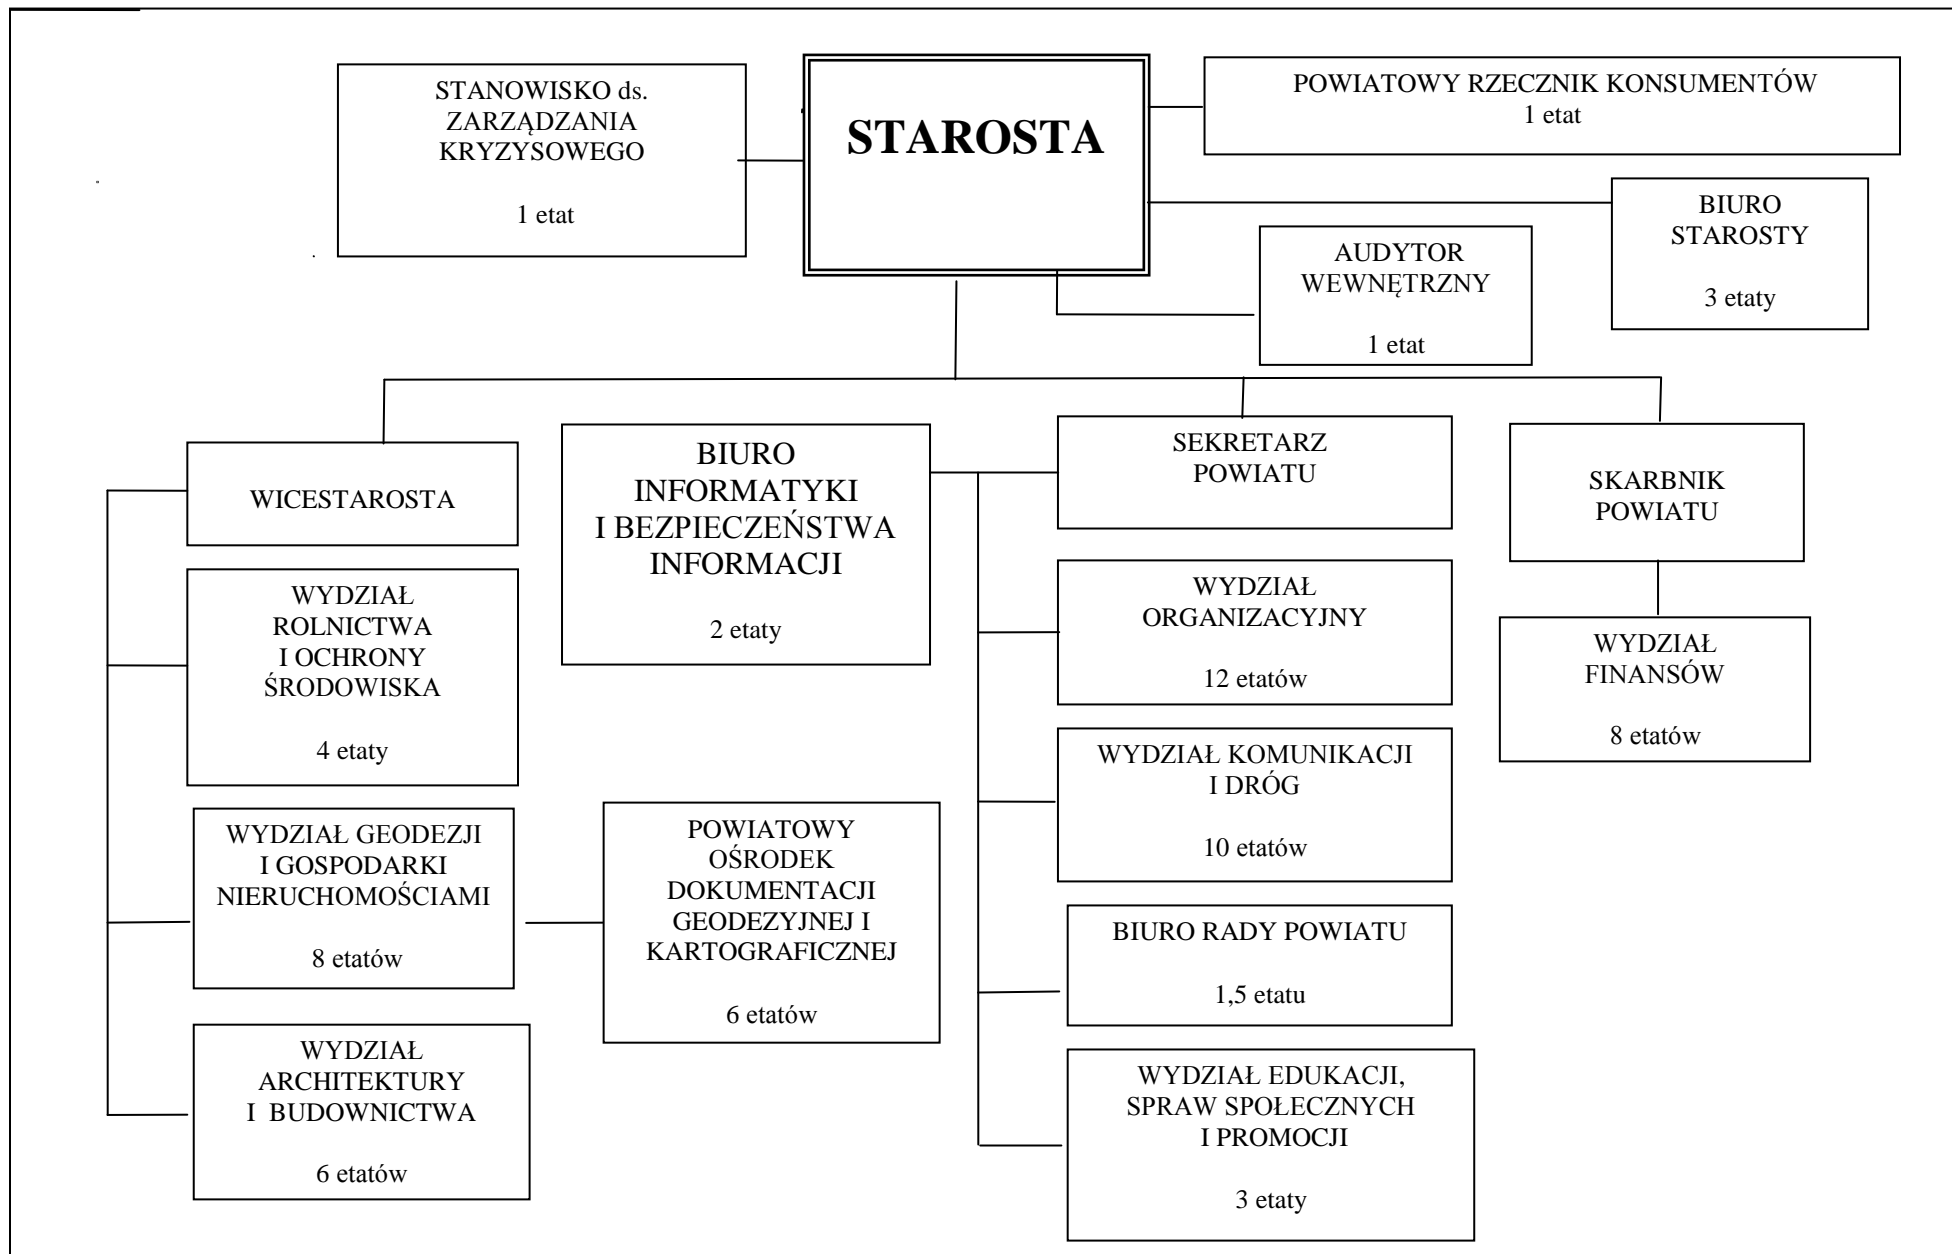 STANOWISKO ds.
ZARZĄDZANIA
KRYZYSOWEGO
1 etat
STAROSTA
POWIATOWY RZECZNIK KONSUMENTÓW
1 etat
BIURO
STAROSTY
3 etaty
AUDYTOR
WEWNĘTRZNY
1 etat
WICESTAROSTA
BIURO
INFORMATYKI
I BEZPIECZEŃSTWA
INFORMACJI
2 etaty
SEKRETARZ
POWIATU
SKARBNIK
POWIATU
WYDZIAŁ
ROLNICTWA
I OCHRONY
ŚRODOWISKA
4 etaty
WYDZIAŁ
ORGANIZACYJNY
12 etatów
WYDZIAŁ
FINANSÓW
8 etatów
WYDZIAŁ KOMUNIKACJI
I DRÓG
10 etatów
WYDZIAŁ GEODEZJI
I GOSPODARKI
NIERUCHOMOŚCIAMI
8 etatów
POWIATOWY
OŚRODEK
DOKUMENTACJI
GEODEZYJNEJ I
KARTOGRAFICZNEJ
6 etatów
BIURO RADY POWIATU
1,5 etatu
WYDZIAŁ
ARCHITEKTURY
I BUDOWNICTWA
6 etatów
WYDZIAŁ EDUKACJI,
SPRAW SPOŁECZNYCH
I PROMOCJI
3 etaty